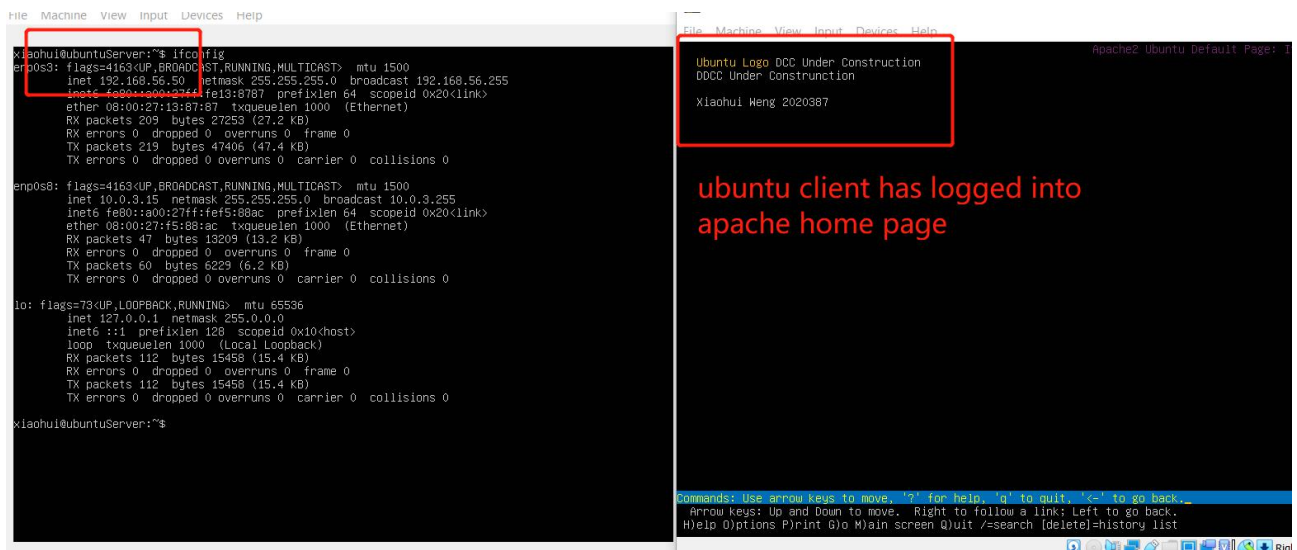 File Machine View Input Devices Help
xiaohui@ubuntuServer:~$ ifconfig
enp0s3: flags=4163<UP,BROADCAST,RUNNING,MULTICAST> mtu 1500
inet 192.168.56.50 netmask 255.255.255.0 broadcast 192.168.56.255
inet6 fe80::a00:27ff:fe13:8787 prefixlen 64 scopeid 0x20<link>
ether 08:00:27:13:87:87 txqueuelen 1000 (Ethernet)
RX packets 209 bytes 27253 (27.2 KB)
RX errors 0 dropped 0 overruns 0 frame 0
TX packets 219 bytes 47406 (47.4 KB)
TX errors 0 dropped 0 overruns 0 carrier 0 collisions 0
enp0s8: flags=4163<UP,BROADCAST,RUNNING,MULTICAST> mtu 1500
inet 10.0.3.15 netmask 255.255.255.0 broadcast 10.0.3.255
inet6 fe80::a00:27ff:fef5:88ac prefixlen 64 scopeid 0x20<link>
ether 08:00:27:f5:88:ac txqueuelen 1000 (Ethernet)
RX packets 47 bytes 13209 (13.2 KB)
RX errors 0 dropped 0 overruns 0 frame 0
TX packets 60 bytes 6229 (6.2 KB)
TX errors 0 dropped 0 overruns 0 carrier 0 collisions 0
lo: flags=73<UP,LOOPBACK,RUNNING> mtu 65536
inet 127.0.0.1 netmask 255.0.0.0
inet6 ::1 prefixlen 128 scopeid 0x10<host>
loop txqueuelen 1000 (Local Loopback)
RX packets 112 bytes 15458 (15.4 KB)
RX errors 0 dropped 0 overruns 0 frame 0
TX packets 112 bytes 15458 (15.4 KB)
TX errors 0 dropped 0 overruns 0 carrier 0 collisions 0
xiaohui@ubuntuServer:~$
File Machine View Input Devices Help
Apache2 Ubuntu Default Page: I
Ubuntu Logo DCC Under Construction
DDCC Under Construnction
Xiaohui Weng 2020387
ubuntu client has logged into
apache home page
Commands: Use arrow keys to move, '?' for help, 'q' to quit, '<-' to go back._
Arrow keys: Up and Down to move. Right to follow a link; Left to go back.
H)elp O)ptions P)rint G)o M)ain screen Q)uit /=search [delete]=history list